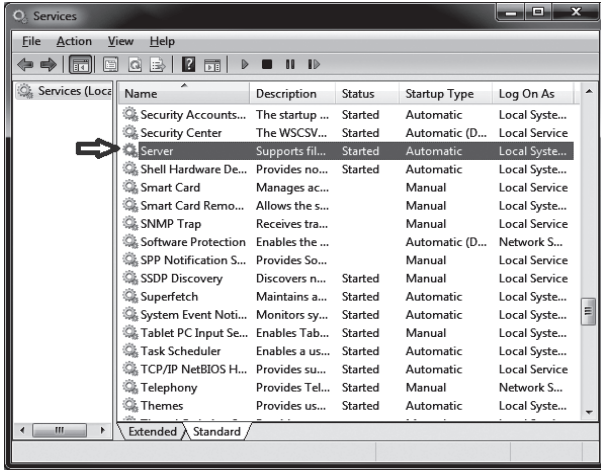 Services
File Action View Help
Services (Loca
Name Description Status Startup Type Log On As
Security Accounts... The startup ... Started Automatic Local Syste...
Security Center The WSCSV... Started Automatic (D... Local Service
Server Supports fil... Started Automatic Local Syste...
Shell Hardware De... Provides no... Started Automatic Local Syste...
Smart Card Manages ac... Manual Local Service
Smart Card Remo... Allows the s... Manual Local Syste...
SNMP Trap Receives tra... Manual Local Service
Software Protection Enables the ... Automatic (D... Network S...
SPP Notification S... Provides So... Manual Local Service
SSDP Discovery Discovers n... Started Manual Local Service
Superfetch Maintains a... Started Automatic Local Syste...
System Event Noti... Monitors sy... Started Automatic Local Syste...
Tablet PC Input Se... Enables Tab... Started Manual Local Syste...
Task Scheduler Enables a us... Started Automatic Local Syste...
TCP/IP NetBIOS H... Provides su... Started Automatic Local Service
Telephony Provides Tel... Started Manual Network S...
Themes Provides us... Started Automatic Local Syste...
Extended Standard